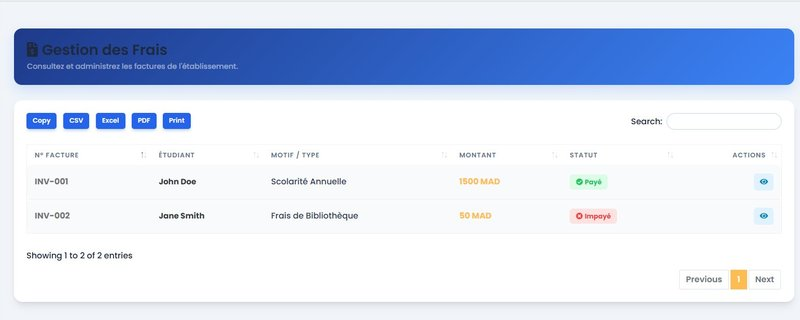 Gestion des Frais
Consultez et administrez les factures de l'établissement.
Copy CSV Excel PDF Print Search:
N° FACTURE ÉTUDIANT MOTIF / TYPE MONTANT STATUT ACTIONS
INV-001 John Doe Scolarité Annuelle 1500 MAD Payé
INV-002 Jane Smith Frais de Bibliothèque 50 MAD Impayé
Showing 1 to 2 of 2 entries
Previous 1 Next